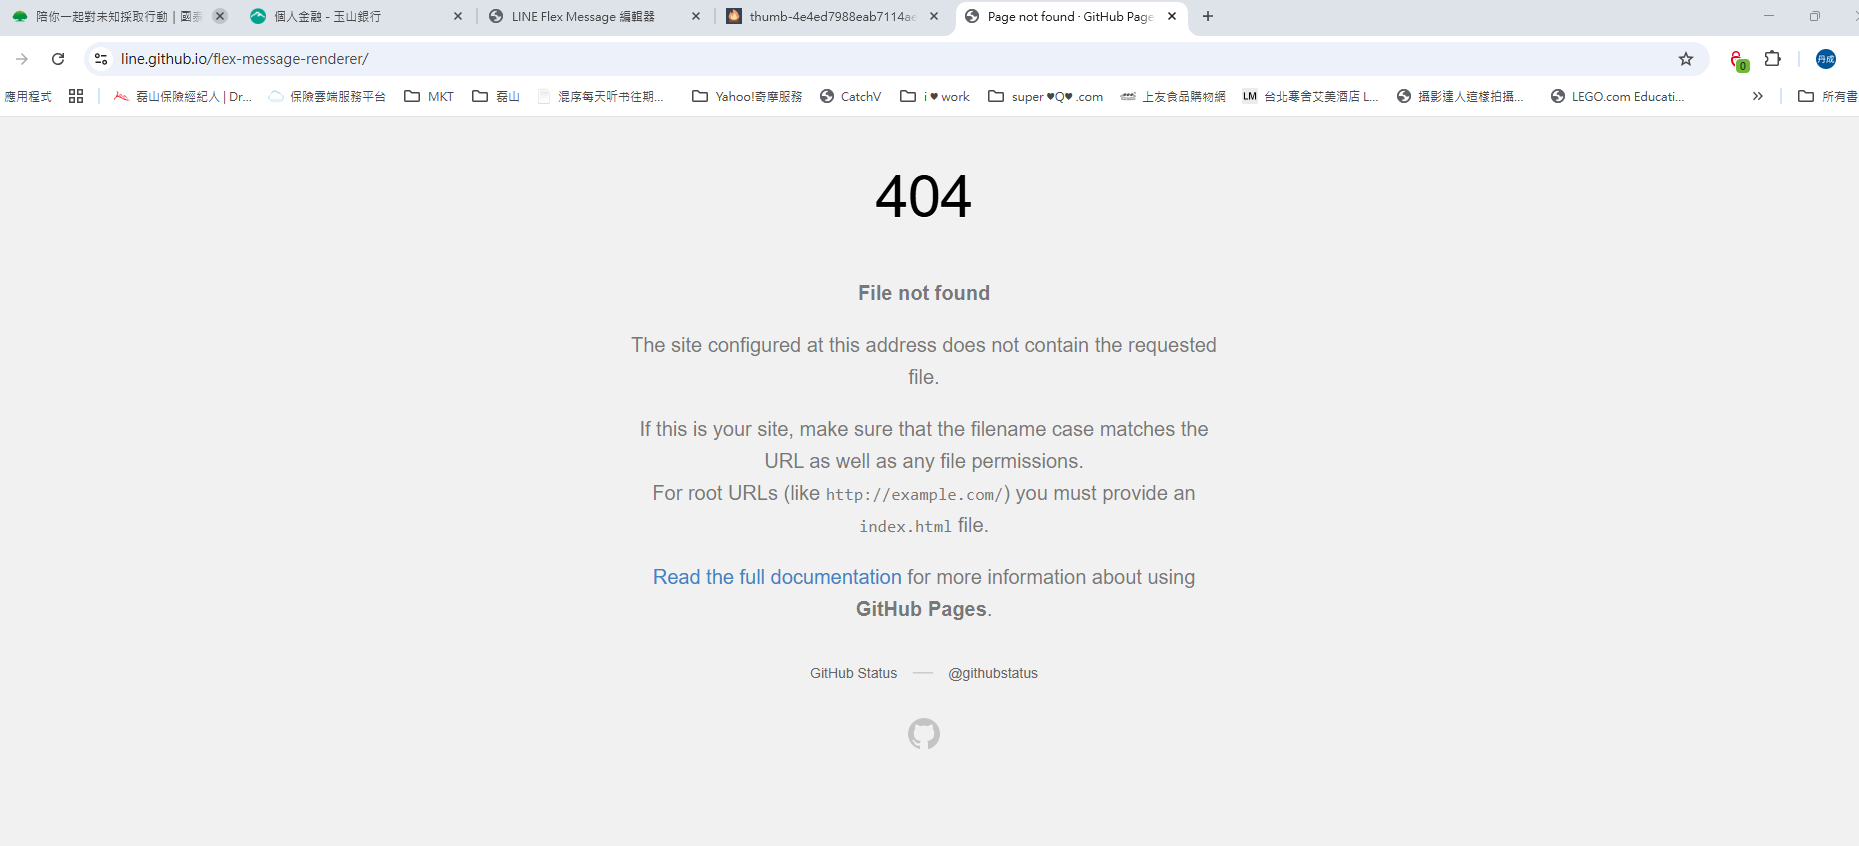 陪你一起對未知採取行動 | 國泰
個人金融 - 玉山銀行
LINE Flex Message 編輯器
thumb-4e4ed7988eab7114ae
Page not found · GitHub Page
line.github.io/flex-message-renderer/
0
丹成
應用程式
磊山保險經紀人 | Dr...
保險雲端服務平台
MKT
磊山
混序每天听书往期...
Yahoo!奇摩服務
CatchV
i ♥ work
super ♥Q♥ .com
上友食品購物網
LM 台北寒舍艾美酒店 L...
攝影達人這樣拍攝...
LEGO.com Educati...
所有書
404
File not found
The site configured at this address does not contain the requested
file.
If this is your site, make sure that the filename case matches the
URL as well as any file permissions.
For root URLs (like http://example.com/) you must provide an
index.html file.
Read the full documentation for more information about using
GitHub Pages.
GitHub Status — @githubstatus